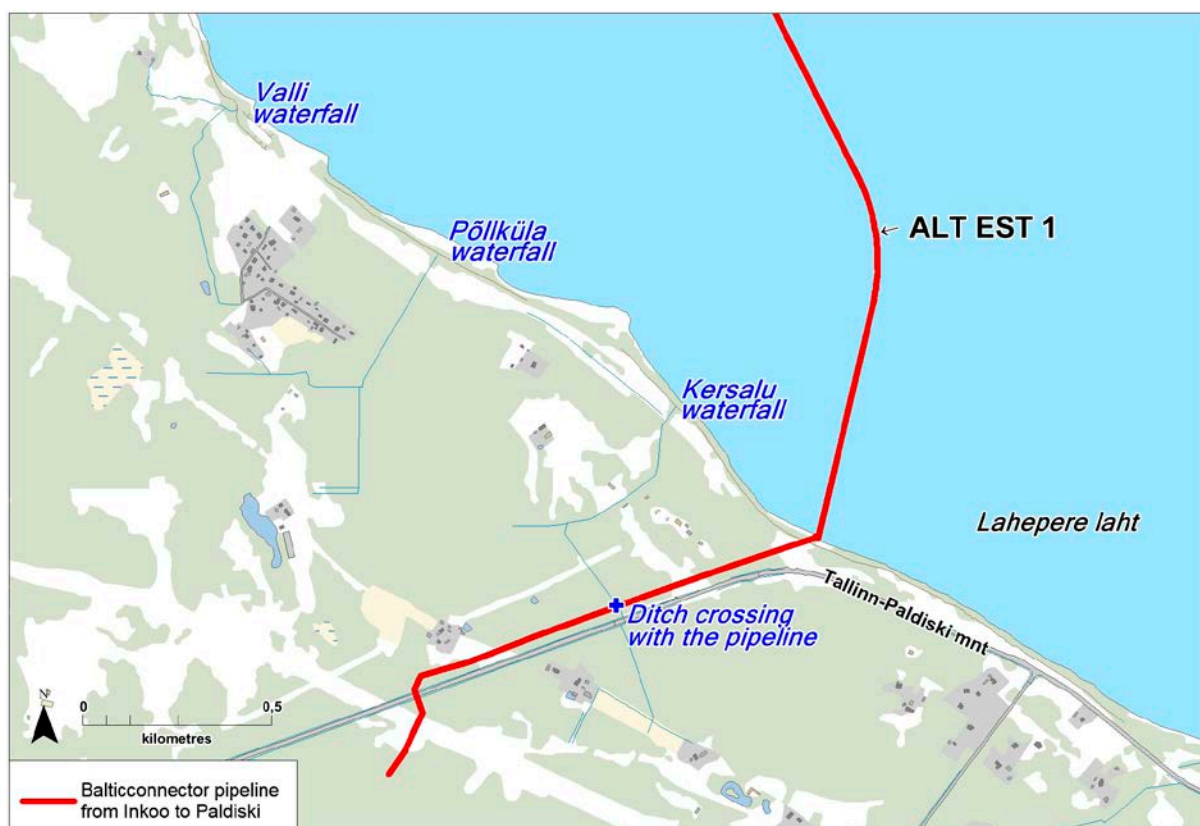 Valli
waterfall
Põllküla
waterfall
ALT EST 1
Kersalu
waterfall
Lahepere laht
Tallinn-Paldiski mnt
Ditch crossing
with the pipeline
N
0 0,5
kilometres
Balticconnector pipeline
from Inkoo to Paldiski